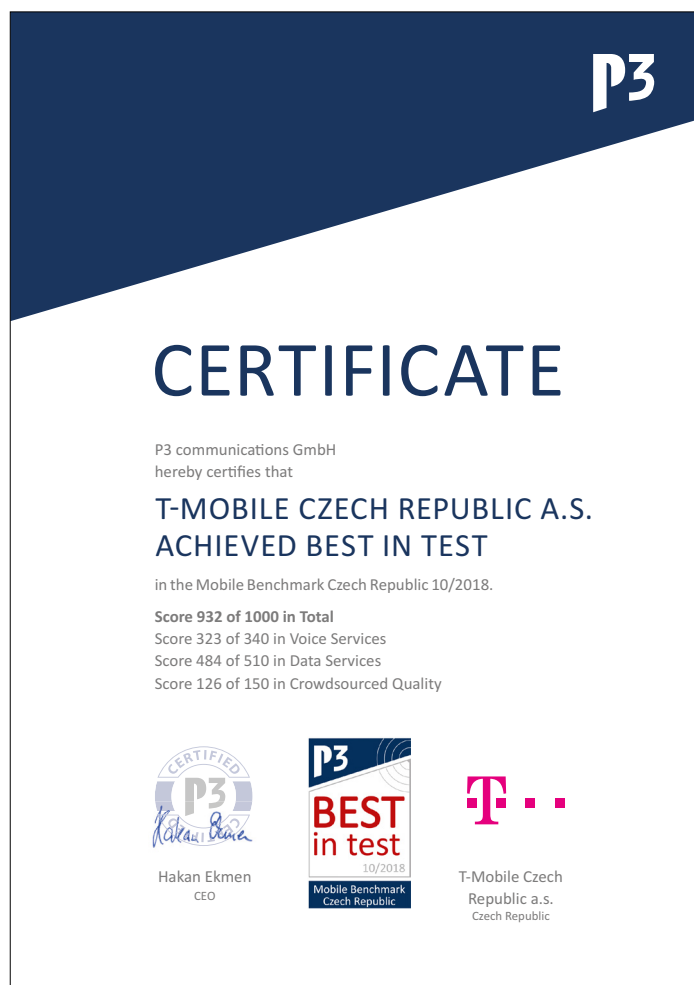 P3
CERTIFICATE
P3 communications GmbH
hereby certifies that
T-MOBILE CZECH REPUBLIC A.S.
ACHIEVED BEST IN TEST
in the Mobile Benchmark Czech Republic 10/2018.
Score 932 of 1000 in Total
Score 323 of 340 in Voice Services
Score 484 of 510 in Data Services
Score 126 of 150 in Crowdsourced Quality
CERTIFIED
P3
Hakan Ekmen
Hakan Ekmen
CEO
P3
BEST
in test
10/2018
Mobile Benchmark
Czech Republic
T
T-Mobile Czech
Republic a.s.
Czech Republic